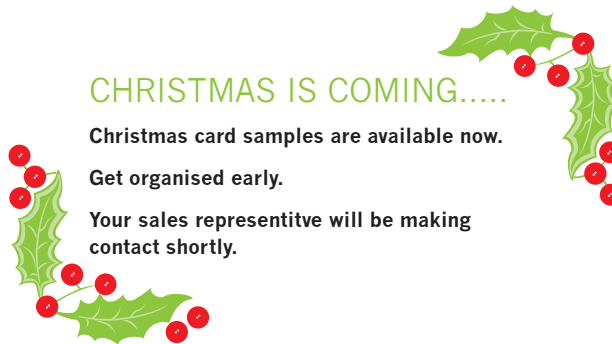 CHRISTMAS IS COMING.....
Christmas card samples are available now.
Get organised early.
Your sales representitve will be making
contact shortly.